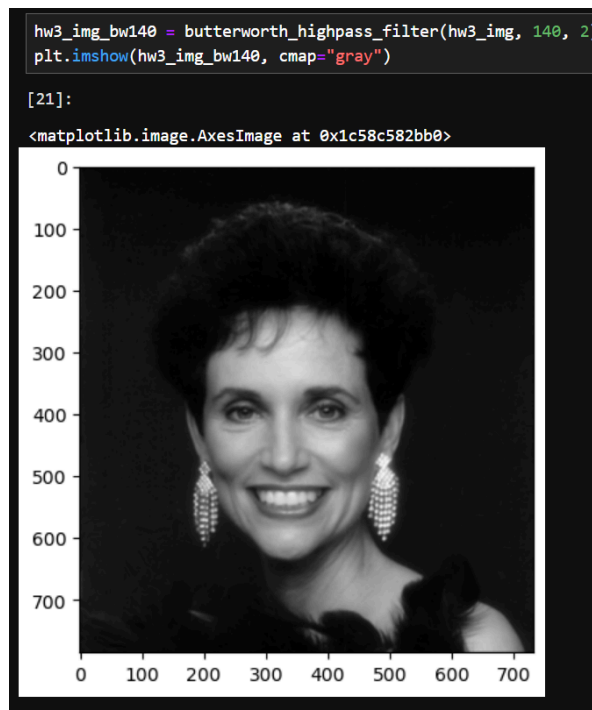 hw3_img_bw140 = butterworth_highpass_filter(hw3_img, 140, 2)
plt.imshow(hw3_img_bw140, cmap="gray")
[21]:
<matplotlib.image.AxesImage at 0x1c58c582bb0>
0
100
200
300
400
500
600
700
0 100 200 300 400 500 600 700